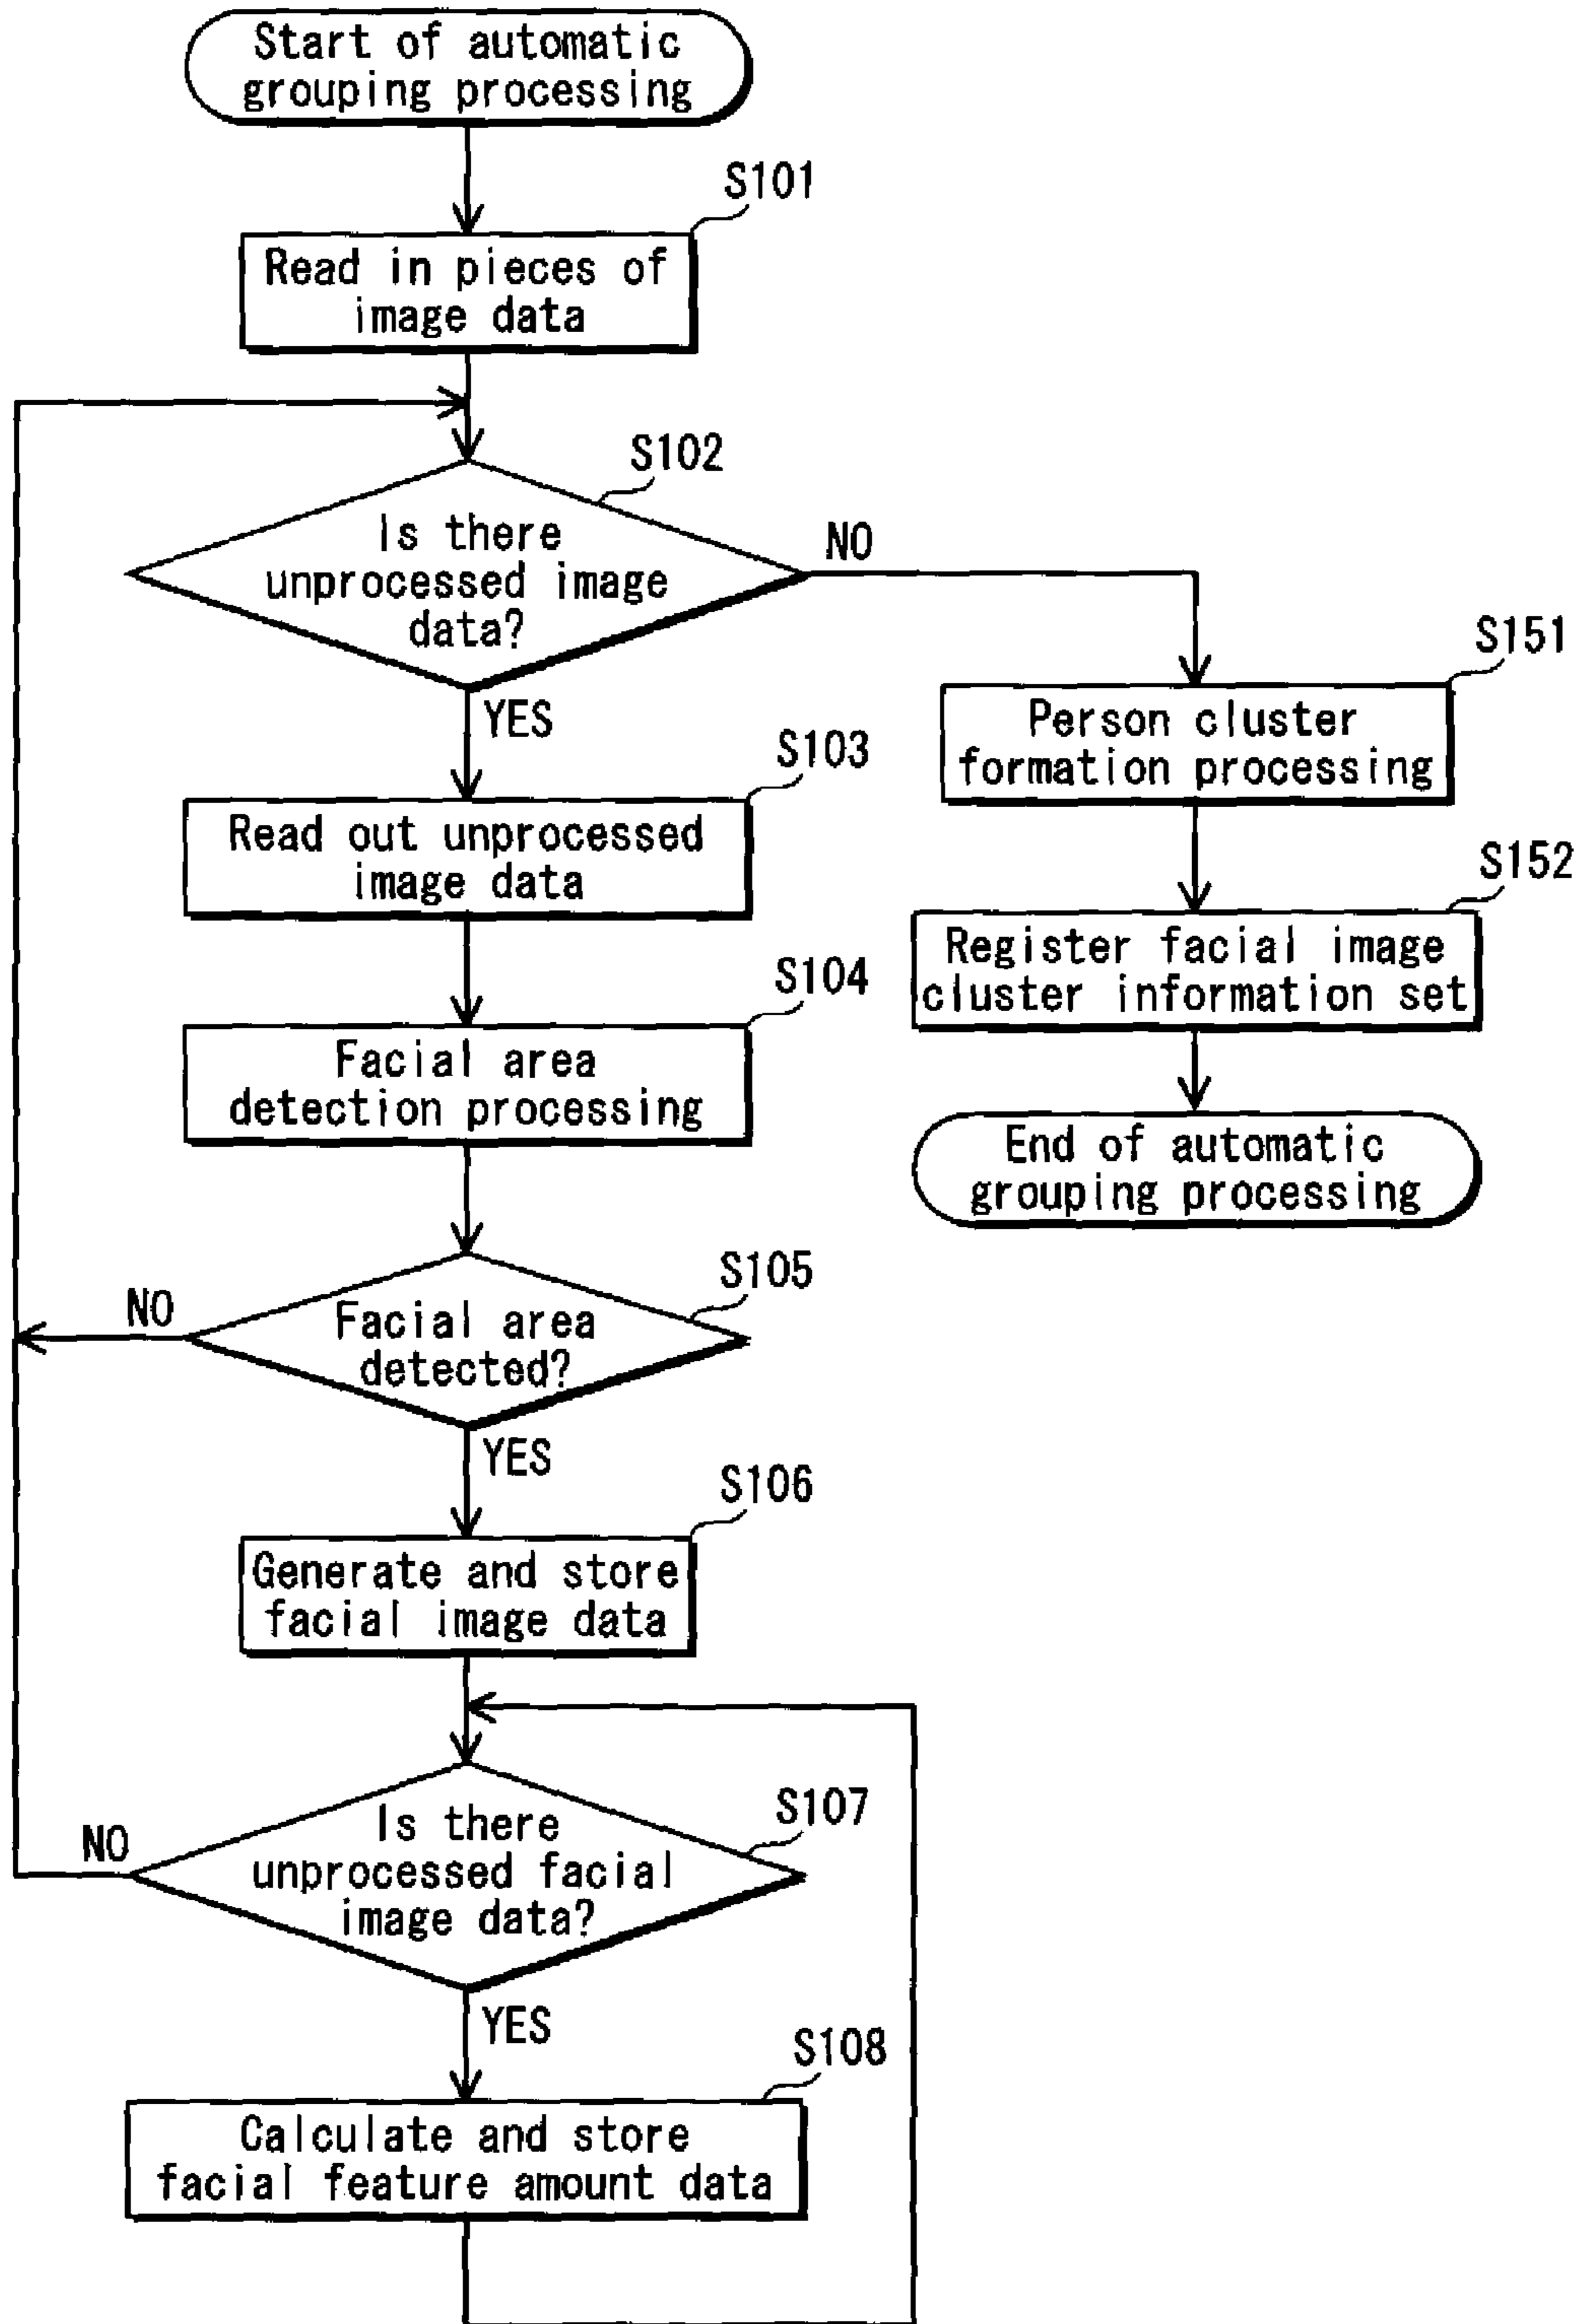 Start of automatic
grouping processing
S101
Read in pieces of
image data
S102
Is there
unprocessed image
data?
NO
YES
S151
Person cluster
formation processing
S103
Read out unprocessed
image data
S152
Register facial image
cluster information set
S104
Facial area
detection processing
End of automatic
grouping processing
S105
Facial area
detected?
NO
YES
S106
Generate and store
facial image data
S107
Is there
unprocessed facial
image data?
NO
YES
S108
Calculate and store
facial feature amount data